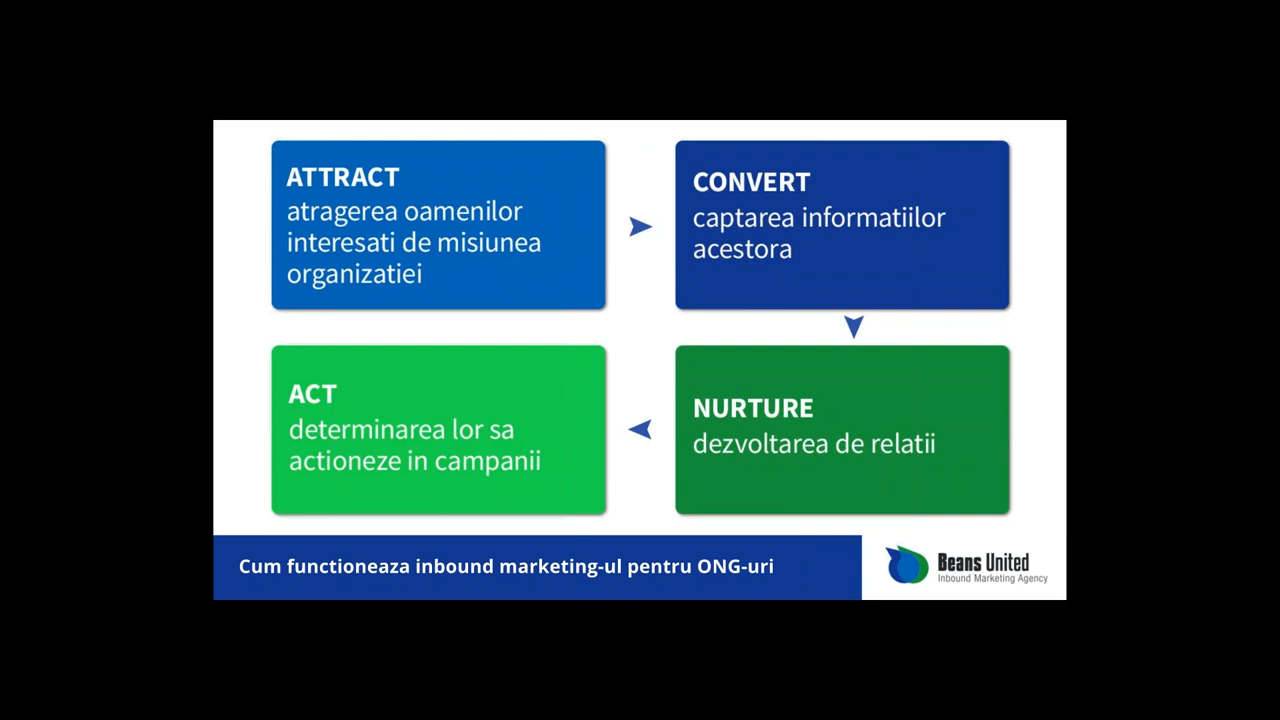 ATTRACT
atragerea oamenilor
interesati de misiunea
organizatiei
CONVERT
captarea informatiilor
acestora
NURTURE
dezvoltarea de relatii
ACT
determinarea lor sa
actioneze in campanii
Cum functioneaza inbound marketing-ul pentru ONG-uri
Beans United
Inbound Marketing Agency